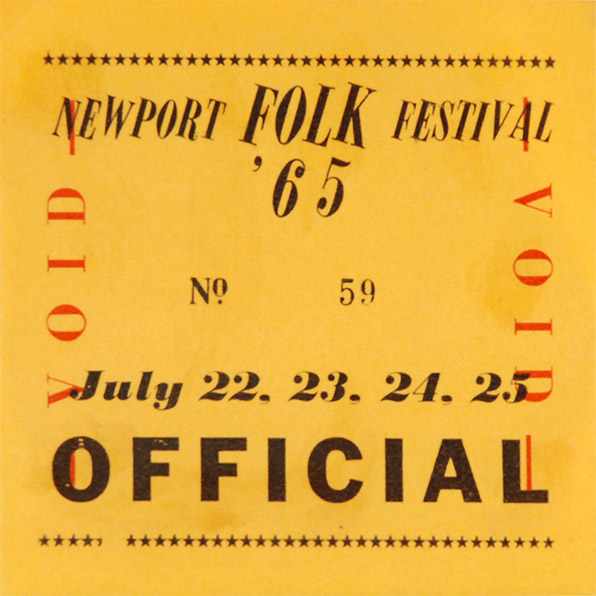 NEWPORT FOLK FESTIVAL
'65
VOID
VOID
Nº 59
July 22, 23, 24, 25
OFFICIAL